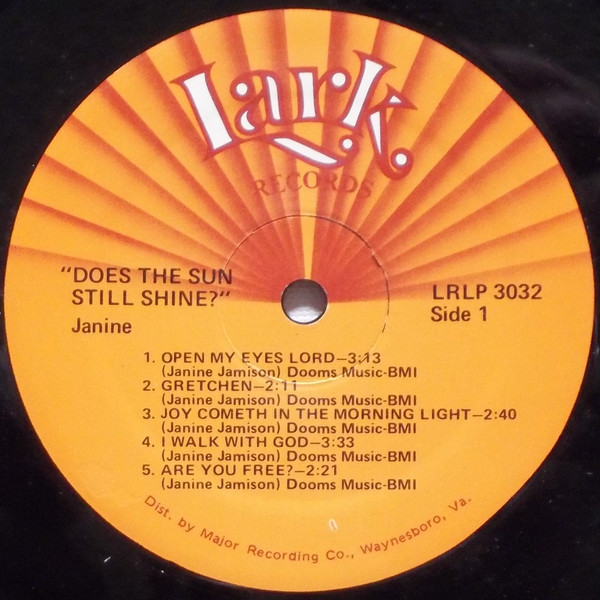 Lark
RECORDS
"DOES THE SUN
STILL SHINE?"
Janine
LRLP 3032
Side 1
1. OPEN MY EYES LORD—3:13
(Janine Jamison) Dooms Music-BMI
2. GRETCHEN—2:11
(Janine Jamison) Dooms Music-BMI
3. JOY COMETH IN THE MORNING LIGHT—2:40
(Janine Jamison) Dooms Music-BMI
4. I WALK WITH GOD—3:33
(Janine Jamison) Dooms Music-BMI
5. ARE YOU FREE?—2:21
(Janine Jamison) Dooms Music-BMI
Dist. by Major Recording Co., Waynesboro, Va.